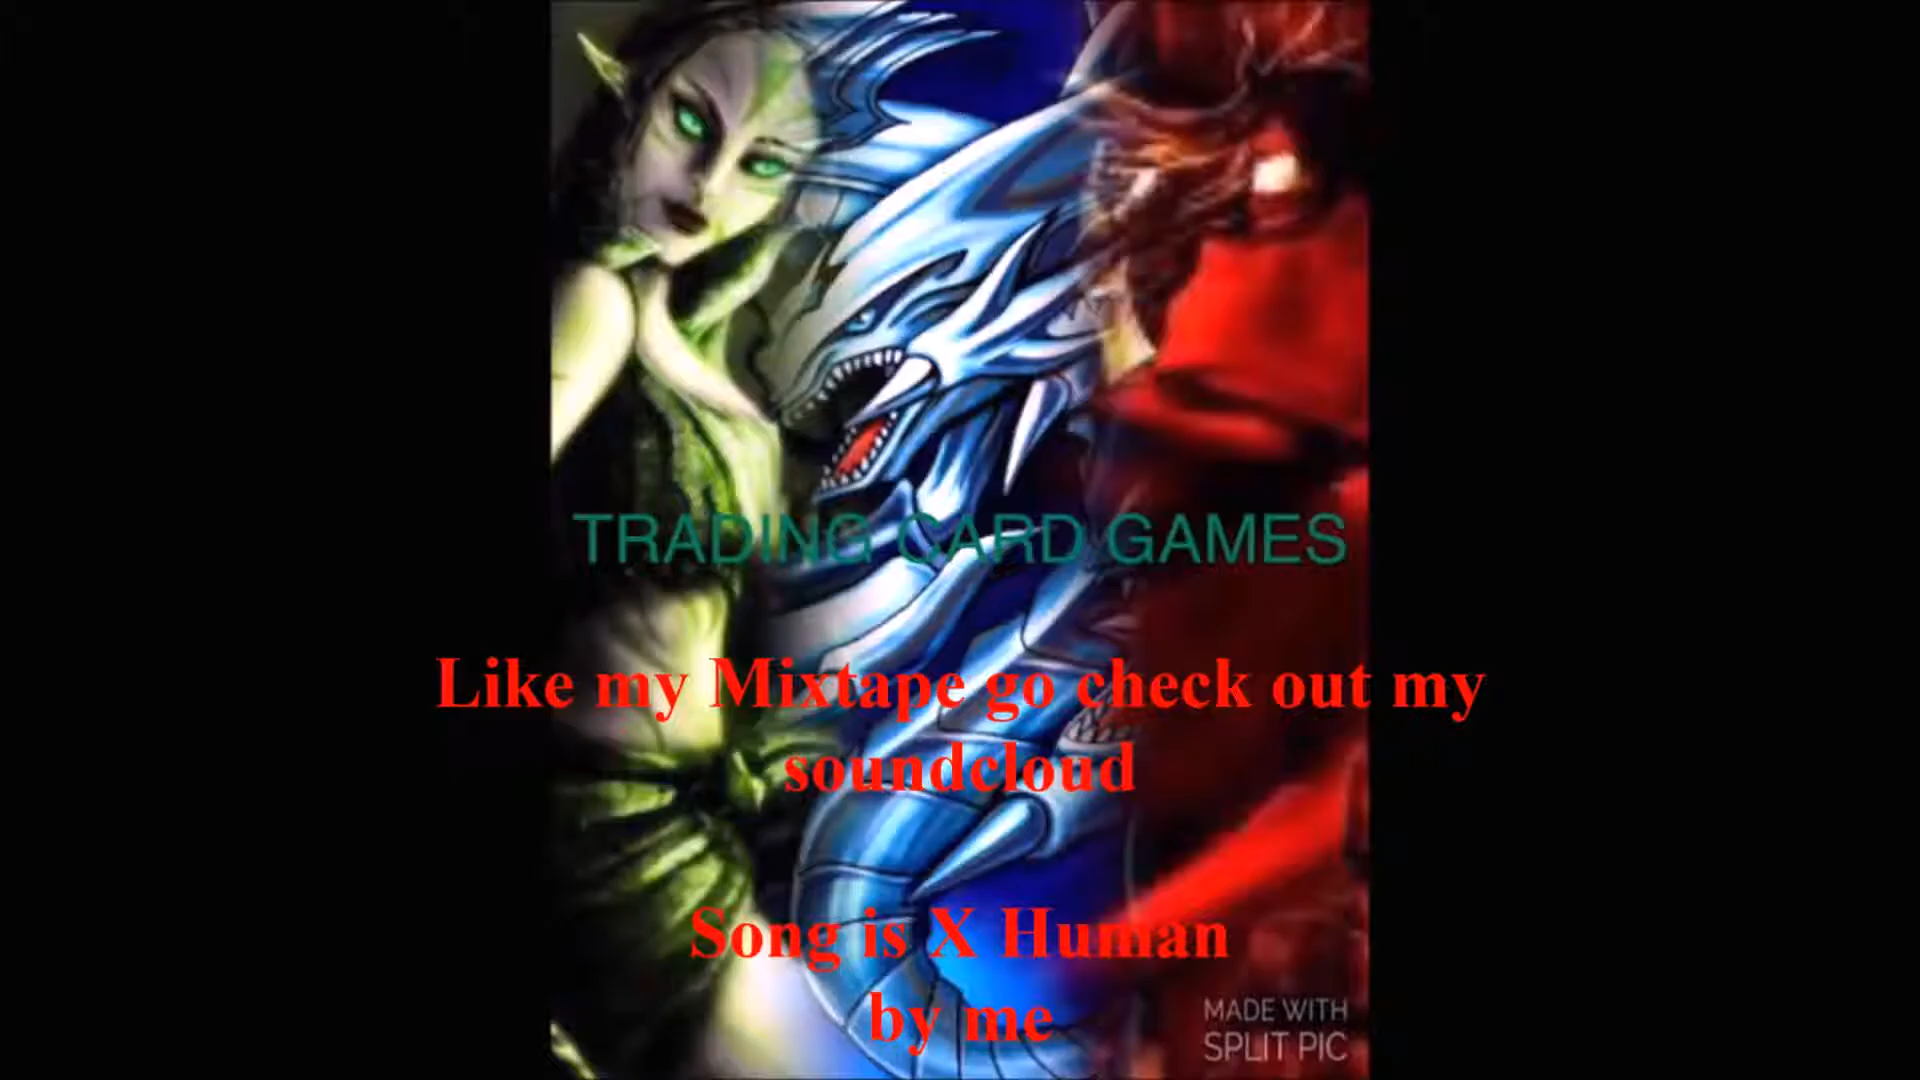 TRADING CARD GAMES
Like my Mixtape go check out my
soundcloud
Song is X Human
by me
MADE WITH
SPLIT PIC